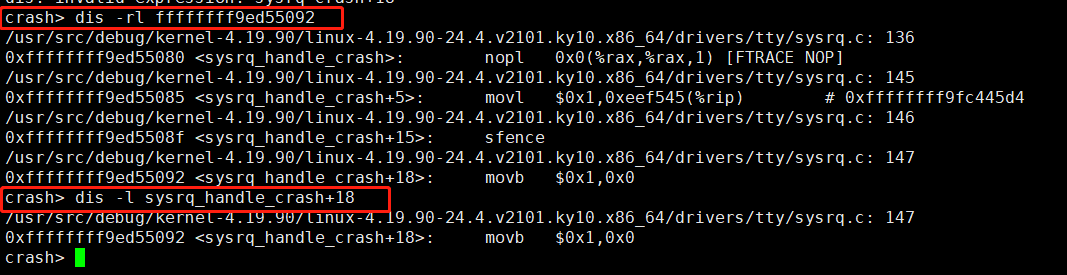 dis: invalid expression: sysrq+18
crash> dis -rl ffffffff9ed55092
/usr/src/debug/kernel-4.19.90/linux-4.19.90-24.4.v2101.ky10.x86_64/drivers/tty/sysrq.c: 136
0xffffffff9ed55080 <sysrq_handle_crash>:        nopl   0x0(%rax,%rax,1) [FTRACE NOP]
/usr/src/debug/kernel-4.19.90/linux-4.19.90-24.4.v2101.ky10.x86_64/drivers/tty/sysrq.c: 145
0xffffffff9ed55085 <sysrq_handle_crash+5>:      movl   $0x1,0xeef545(%rip)        # 0xffffffff9fc445d4
/usr/src/debug/kernel-4.19.90/linux-4.19.90-24.4.v2101.ky10.x86_64/drivers/tty/sysrq.c: 146
0xffffffff9ed5508f <sysrq_handle_crash+15>:     sfence
/usr/src/debug/kernel-4.19.90/linux-4.19.90-24.4.v2101.ky10.x86_64/drivers/tty/sysrq.c: 147
0xffffffff9ed55092 <sysrq_handle_crash+18>:     movb   $0x1,0x0
crash> dis -l sysrq_handle_crash+18
/usr/src/debug/kernel-4.19.90/linux-4.19.90-24.4.v2101.ky10.x86_64/drivers/tty/sysrq.c: 147
0xffffffff9ed55092 <sysrq_handle_crash+18>:     movb   $0x1,0x0
crash>